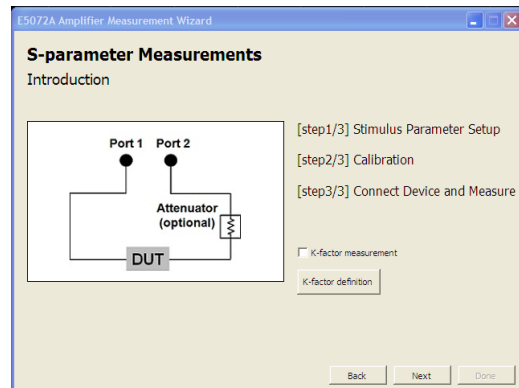 E5072A Amplifier Measurement Wizard
S-parameter Measurements
Introduction
Port 1 Port 2
Attenuator
(optional)
DUT
[step1/3] Stimulus Parameter Setup
[step2/3] Calibration
[step3/3] Connect Device and Measure
K-factor measurement
K-factor definition
Back Next Done